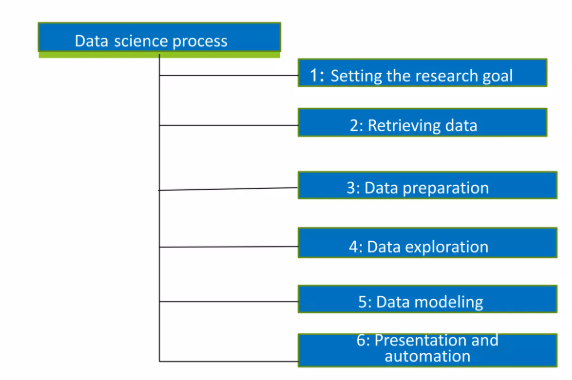 Data science process
1: Setting the research goal
2: Retrieving data
3: Data preparation
4: Data exploration
5: Data modeling
6: Presentation and
automation